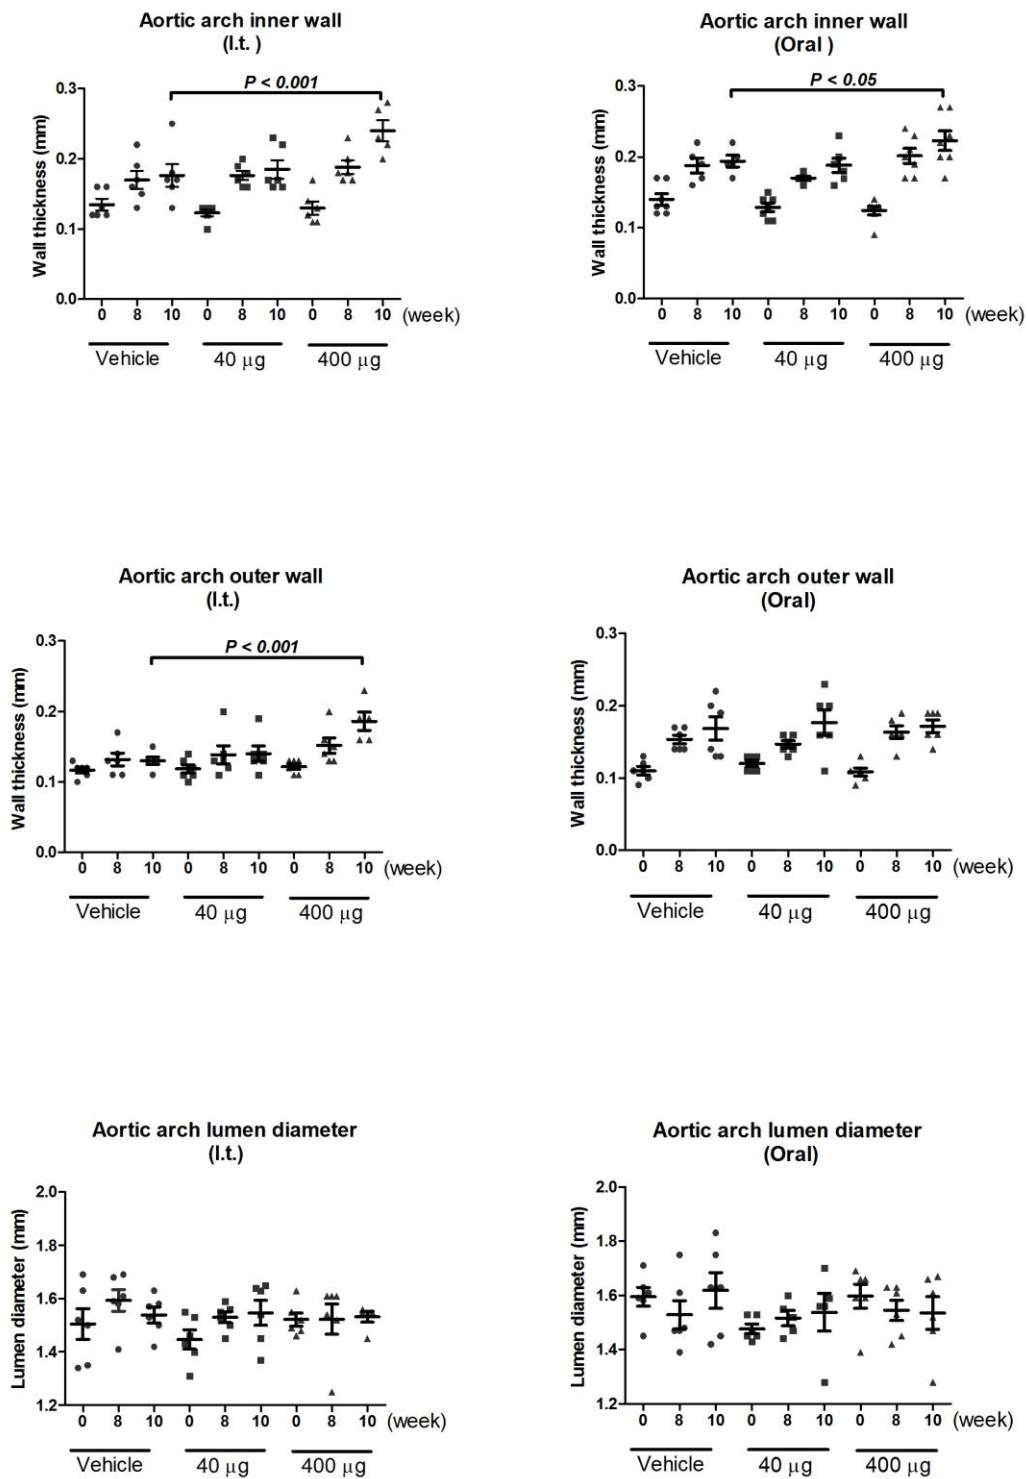 Aortic arch inner wall
(I.t. )
P < 0.001
Wall thickness (mm)
0.3
0.2
0.1
0.0
0 8 10 0 8 10 0 8 10 (week)
Vehicle 40 μg 400 μg
Aortic arch inner wall
(Oral )
P < 0.05
Wall thickness (mm)
0.3
0.2
0.1
0.0
0 8 10 0 8 10 0 8 10 (week)
Vehicle 40 μg 400 μg
Aortic arch outer wall
(I.t.)
P < 0.001
Wall thickness (mm)
0.3
0.2
0.1
0.0
0 8 10 0 8 10 0 8 10 (week)
Vehicle 40 μg 400 μg
Aortic arch outer wall
(Oral)
Wall thickness (mm)
0.3
0.2
0.1
0.0
0 8 10 0 8 10 0 8 10 (week)
Vehicle 40 μg 400 μg
Aortic arch lumen diameter
(I.t.)
Lumen diameter (mm)
2.0
1.8
1.6
1.4
1.2
0 8 10 0 8 10 0 8 10 (week)
Vehicle 40 μg 400 μg
Aortic arch lumen diameter
(Oral)
Lumen diameter (mm)
2.0
1.8
1.6
1.4
1.2
0 8 10 0 8 10 0 8 10 (week)
Vehicle 40 μg 400 μg